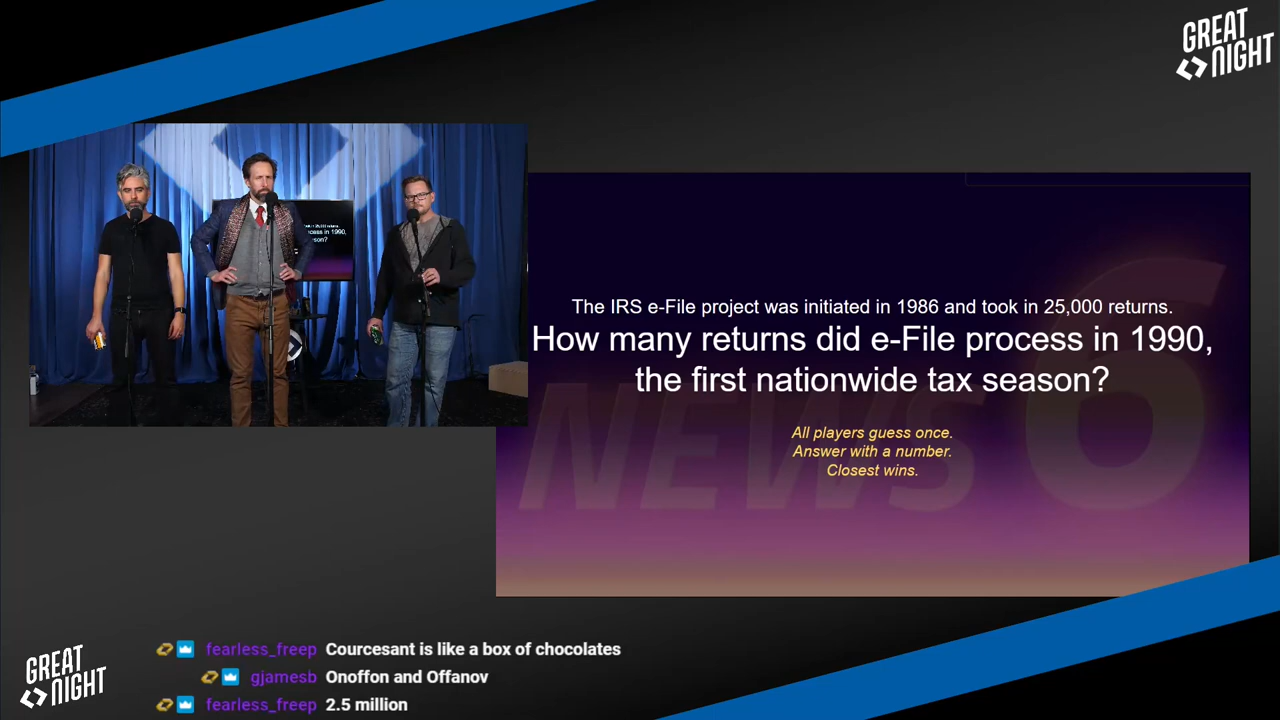 GREAT
NIGHT
The IRS e-File project was initiated in 1986 and took in 25,000 returns.
How many returns did e-File process in 1990,
the first nationwide tax season?
All players guess once.
Answer with a number.
Closest wins.
NEWS 6
GREAT
NIGHT
fearless_freep Courcesant is like a box of chocolates
gjamesb Onoffon and Offanov
fearless_freep 2.5 million